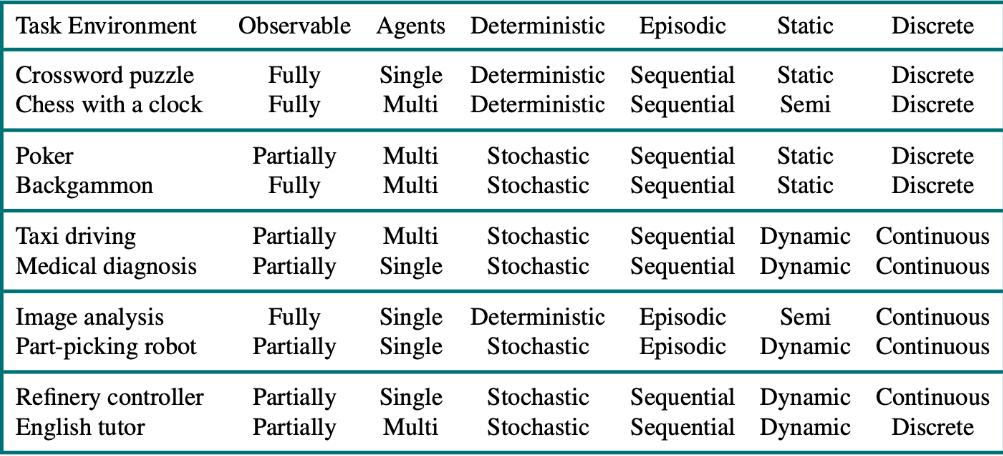 Task Environment Observable Agents Deterministic Episodic Static Discrete
Crossword puzzle Fully Single Deterministic Sequential Static Discrete
Chess with a clock Fully Multi Deterministic Sequential Semi Discrete
Poker Partially Multi Stochastic Sequential Static Discrete
Backgammon Fully Multi Stochastic Sequential Static Discrete
Taxi driving Partially Multi Stochastic Sequential Dynamic Continuous
Medical diagnosis Partially Single Stochastic Sequential Dynamic Continuous
Image analysis Fully Single Deterministic Episodic Semi Continuous
Part-picking robot Partially Single Stochastic Episodic Dynamic Continuous
Refinery controller Partially Single Stochastic Sequential Dynamic Continuous
English tutor Partially Multi Stochastic Sequential Dynamic Discrete